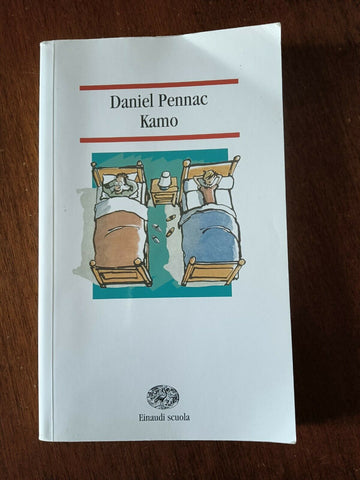 Daniel Pennac
Kamo
Einaudi scuola